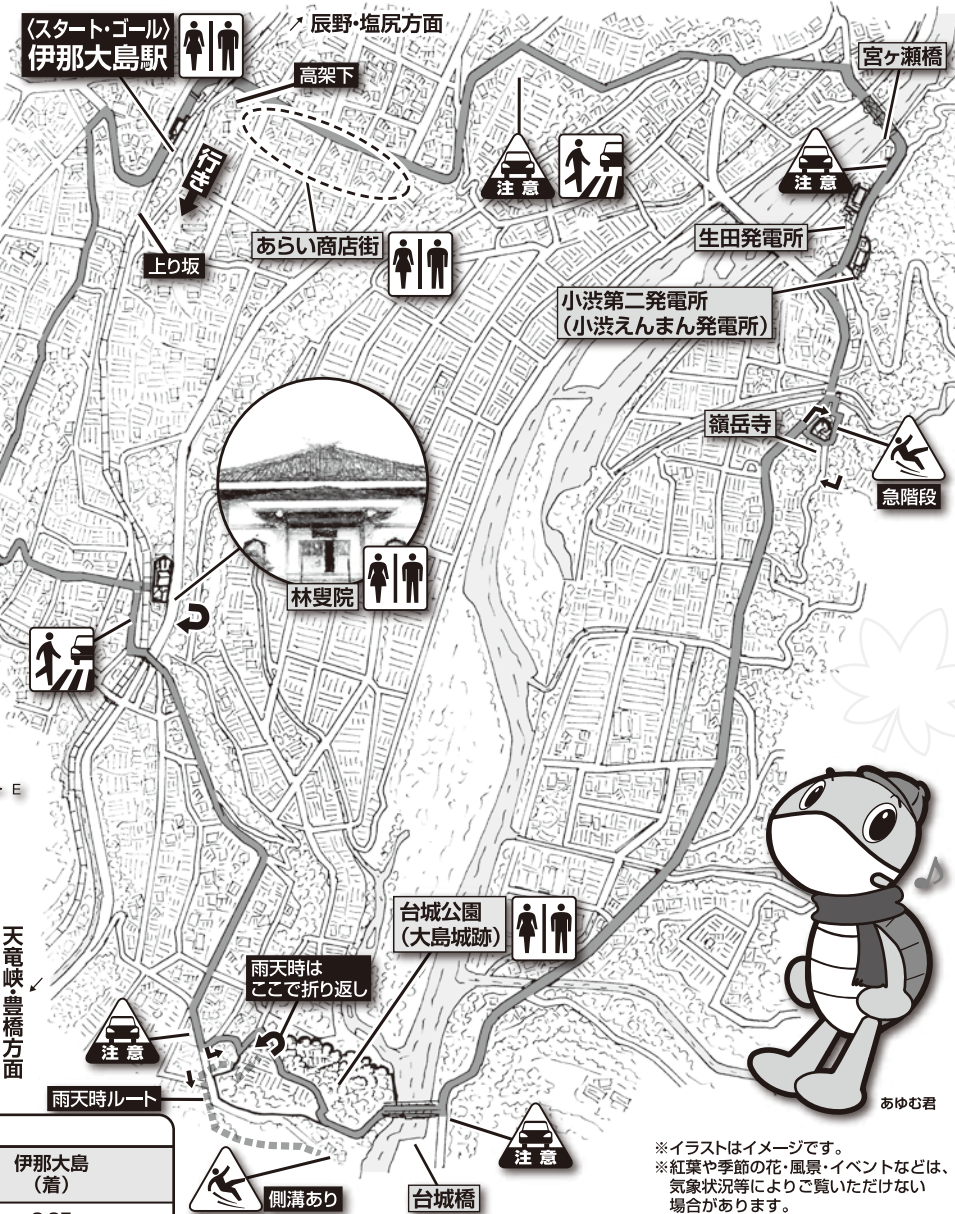 〈スタート・ゴール〉
伊那大島駅
辰野・塩尻方面
高架下
宮ヶ瀬橋
行き
注意
注意
上り坂
あらい商店街
生田発電所
小渋第二発電所
（小渋えんまん発電所）
嶺岳寺
急階段
林叟院
E
天竜峡・豊橋方面
台城公園
（大島城跡）
雨天時は
ここで折り返し
注意
雨天時ルート
あゆむ君
伊那大島
（着）
注意
側溝あり
台城橋
※イラストはイメージです。
※紅葉や季節の花・風景・イベントなどは、
気象状況等によりご覧いただけない
場合があります。